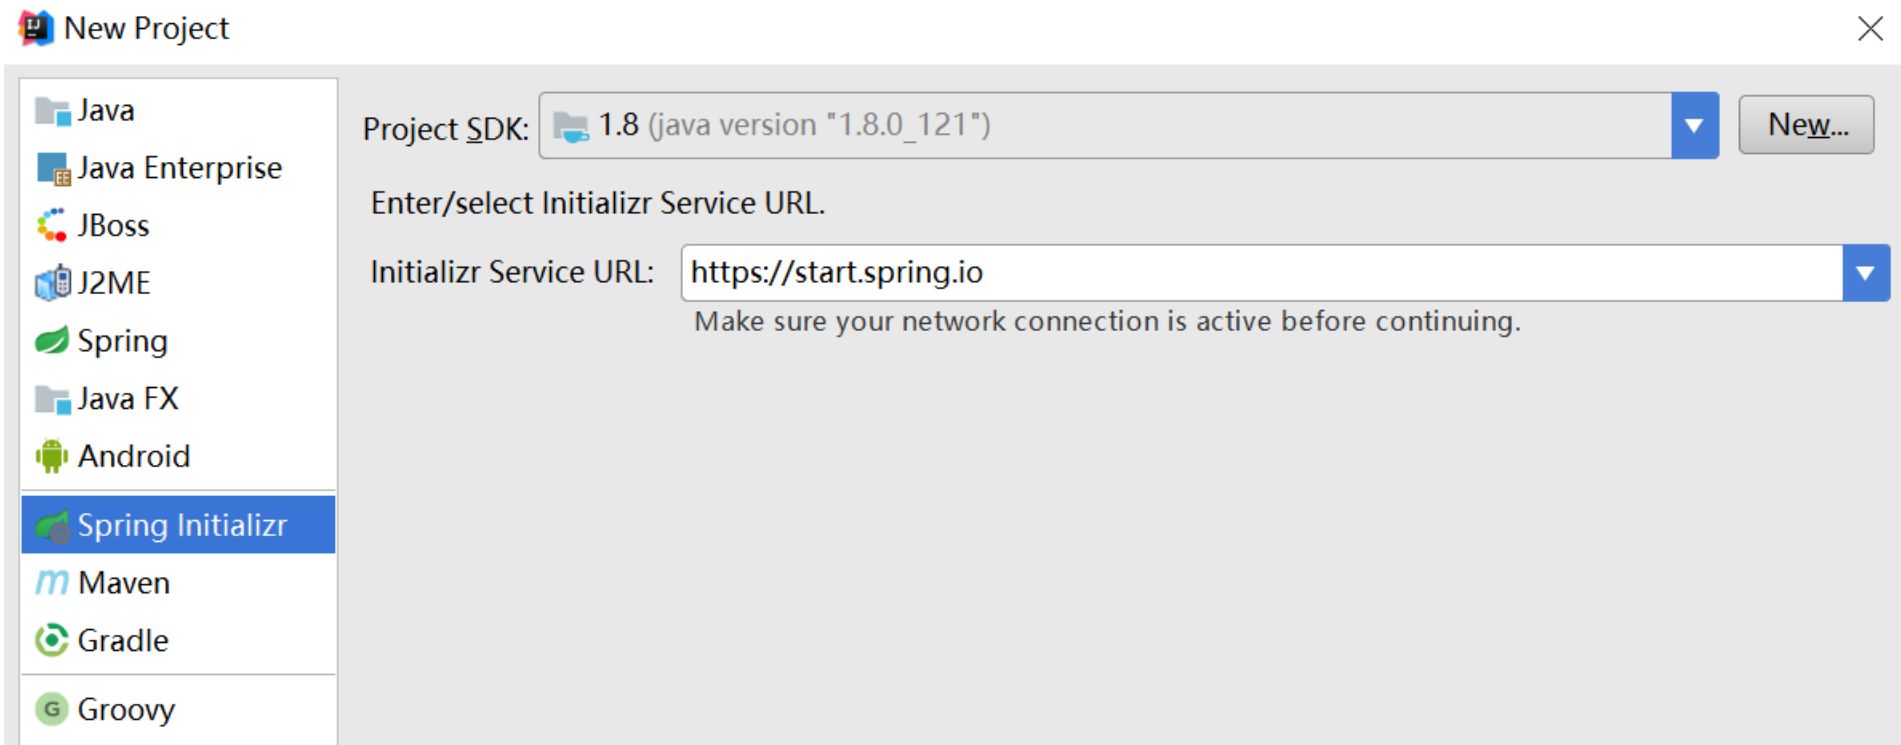 New Project
Java
Java Enterprise
JBoss
J2ME
Spring
Java FX
Android
Spring Initializr
Maven
Gradle
Groovy
Project SDK: 1.8 (java version "1.8.0_121") New...
Enter/select Initializr Service URL.
Initializr Service URL: https://start.spring.io
Make sure your network connection is active before continuing.